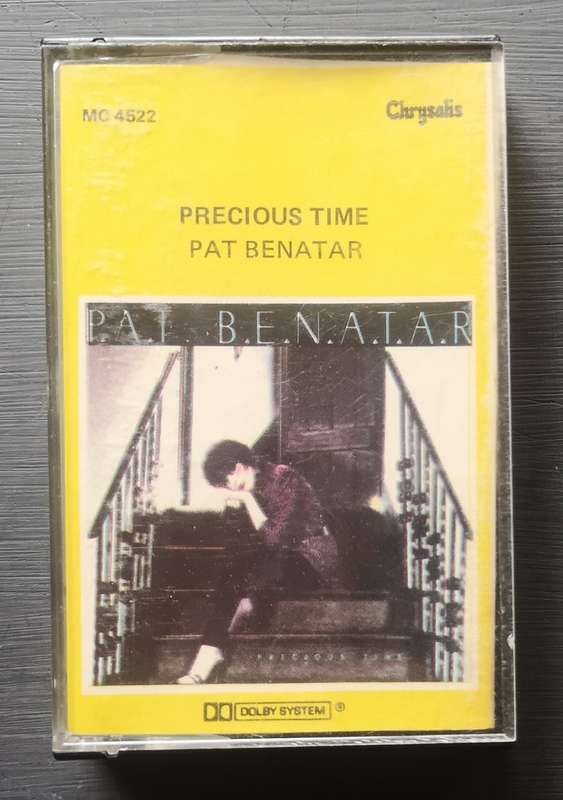 MC 4522
Chrysalis
PRECIOUS TIME
PAT BENATAR
P.A.T. B.E.N.A.T.A.R
PRECIOUS TIME
DOLBY SYSTEM ®